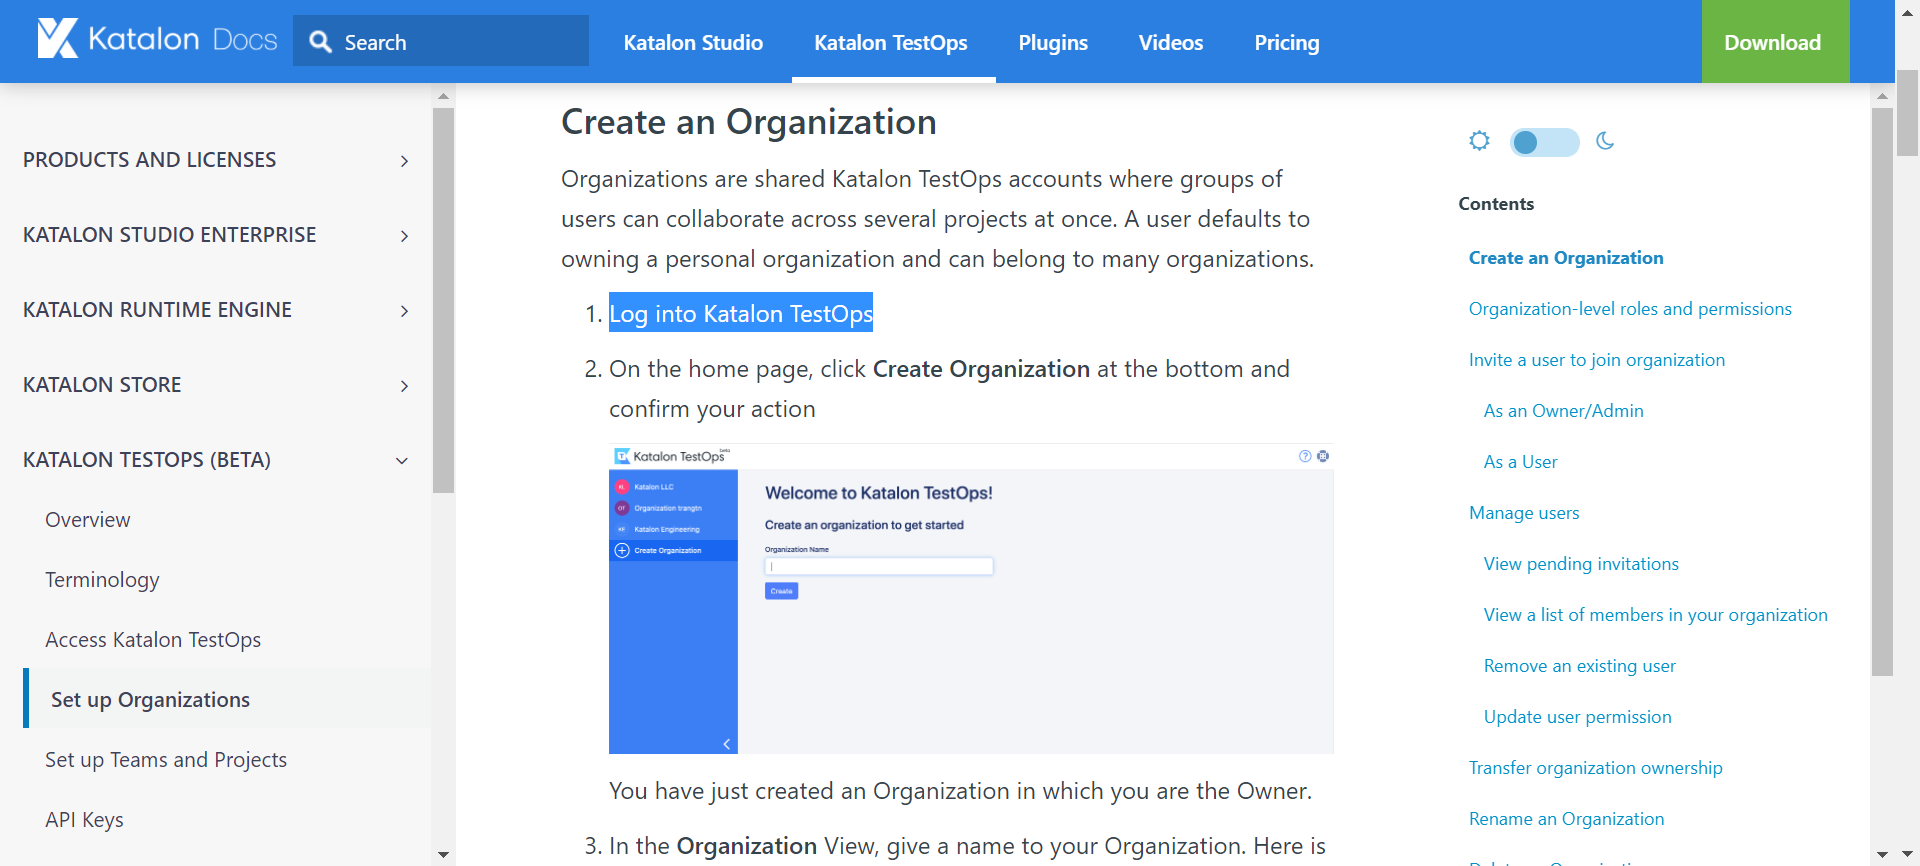 Katalon Docs
Search
Katalon Studio
Katalon TestOps
Plugins
Videos
Pricing
Download
PRODUCTS AND LICENSES
KATALON STUDIO ENTERPRISE
KATALON RUNTIME ENGINE
KATALON STORE
KATALON TESTOPS (BETA)
Overview
Terminology
Access Katalon TestOps
Set up Organizations
Set up Teams and Projects
API Keys
Create an Organization
Organizations are shared Katalon TestOps accounts where groups of
users can collaborate across several projects at once. A user defaults to
owning a personal organization and can belong to many organizations.
1. Log into Katalon TestOps
2. On the home page, click Create Organization at the bottom and
confirm your action
Katalon TestOps beta
KL Katalon LLC
OT Organization trangtn
KE Katalon Engineering
Create Organization
Welcome to Katalon TestOps!
Create an organization to get started
Organization Name
Create
You have just created an Organization in which you are the Owner.
3. In the Organization View, give a name to your Organization. Here is
Contents
Create an Organization
Organization-level roles and permissions
Invite a user to join organization
As an Owner/Admin
As a User
Manage users
View pending invitations
View a list of members in your organization
Remove an existing user
Update user permission
Transfer organization ownership
Rename an Organization